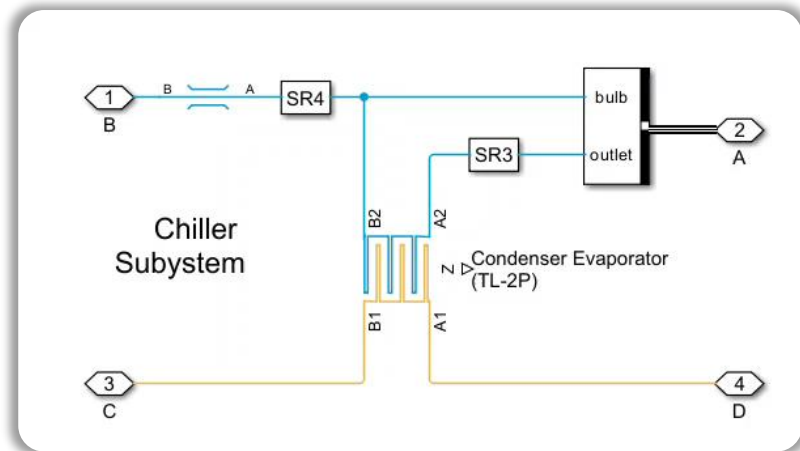 1
B
B
A
SR4
bulb
outlet
2
A
SR3
B2
A2
Chiller
Subystem
Z
Condenser Evaporator
(TL-2P)
B1
A1
3
C
4
D